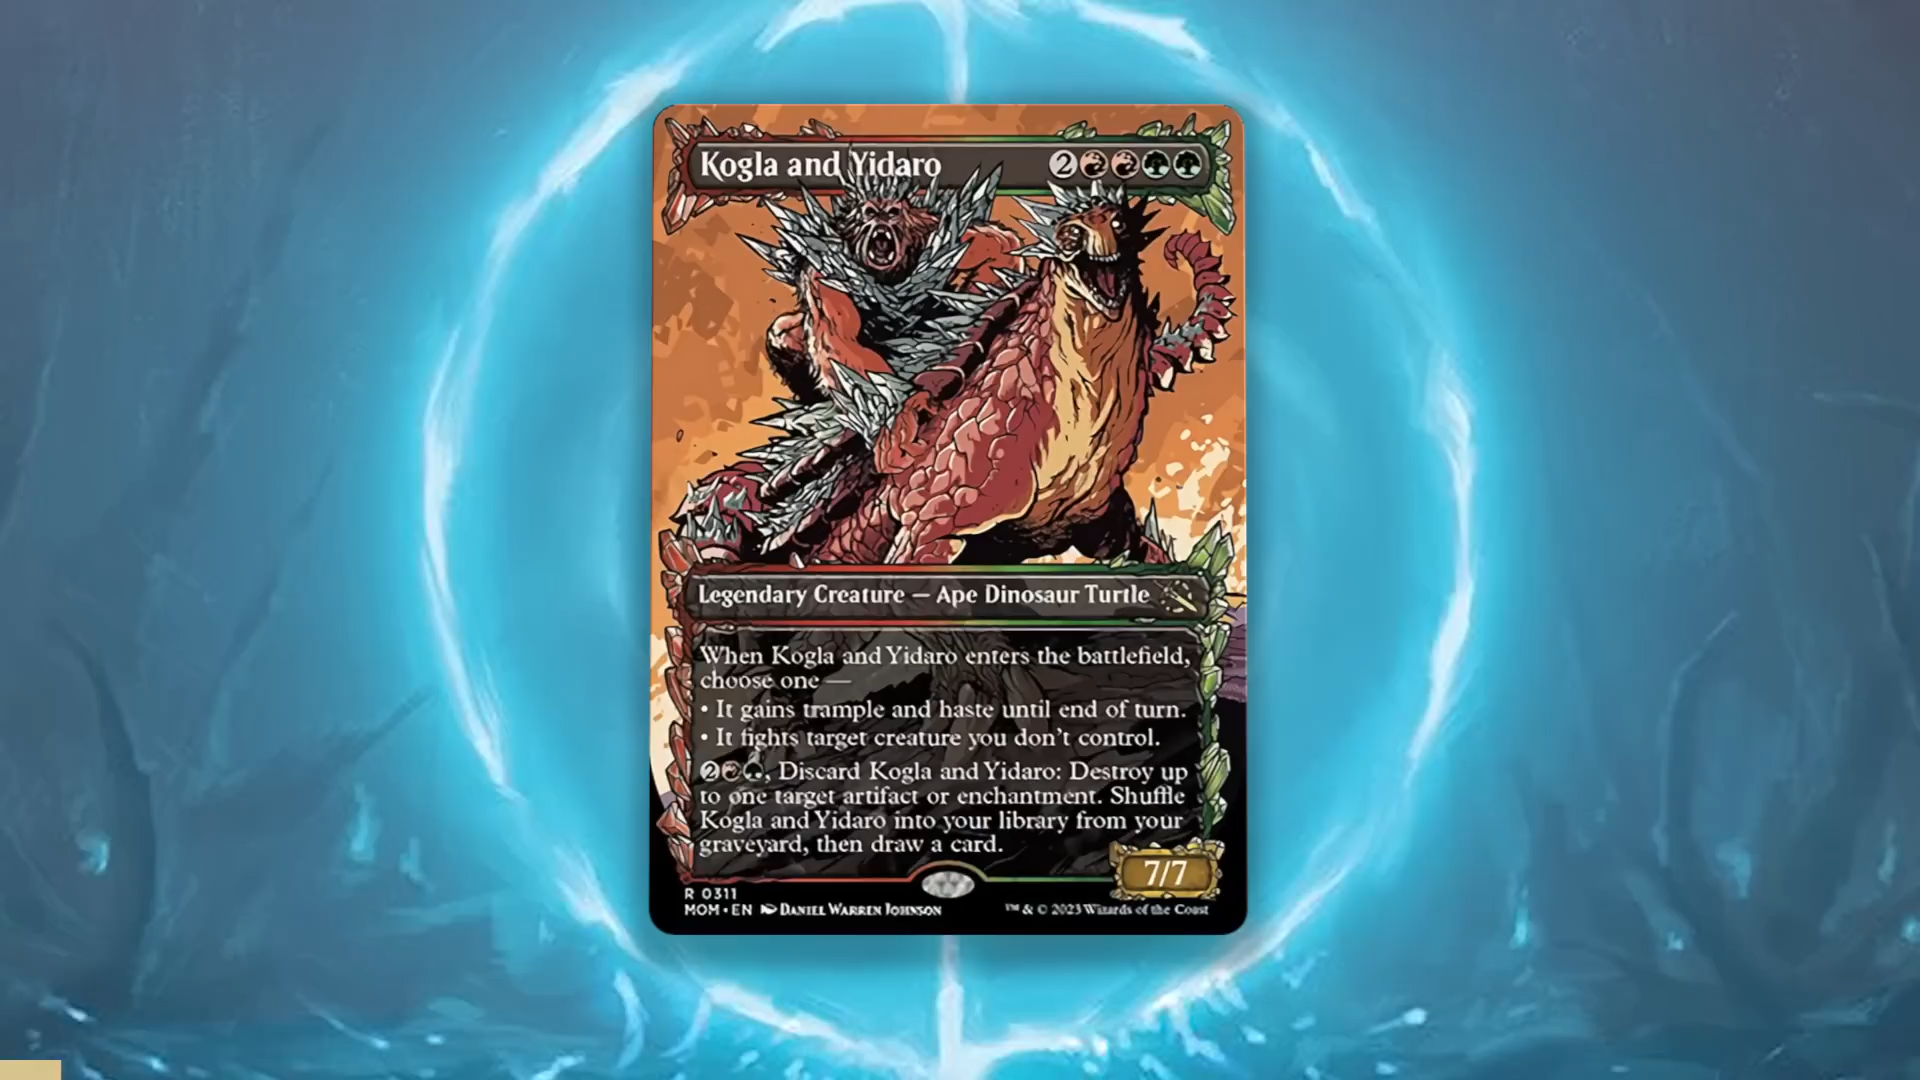 Kogla and Yidaro 2
Legendary Creature — Ape Dinosaur Turtle
When Kogla and Yidaro enters the battlefield,
choose one —
• It gains trample and haste until end of turn.
• It fights target creature you don't control.
2, Discard Kogla and Yidaro: Destroy up
to one target artifact or enchantment. Shuffle
Kogla and Yidaro into your library from your
graveyard, then draw a card.
7/7
R 0311
MOM • EN Daniel Warren Johnson
™ & © 2023 Wizards of the Coast